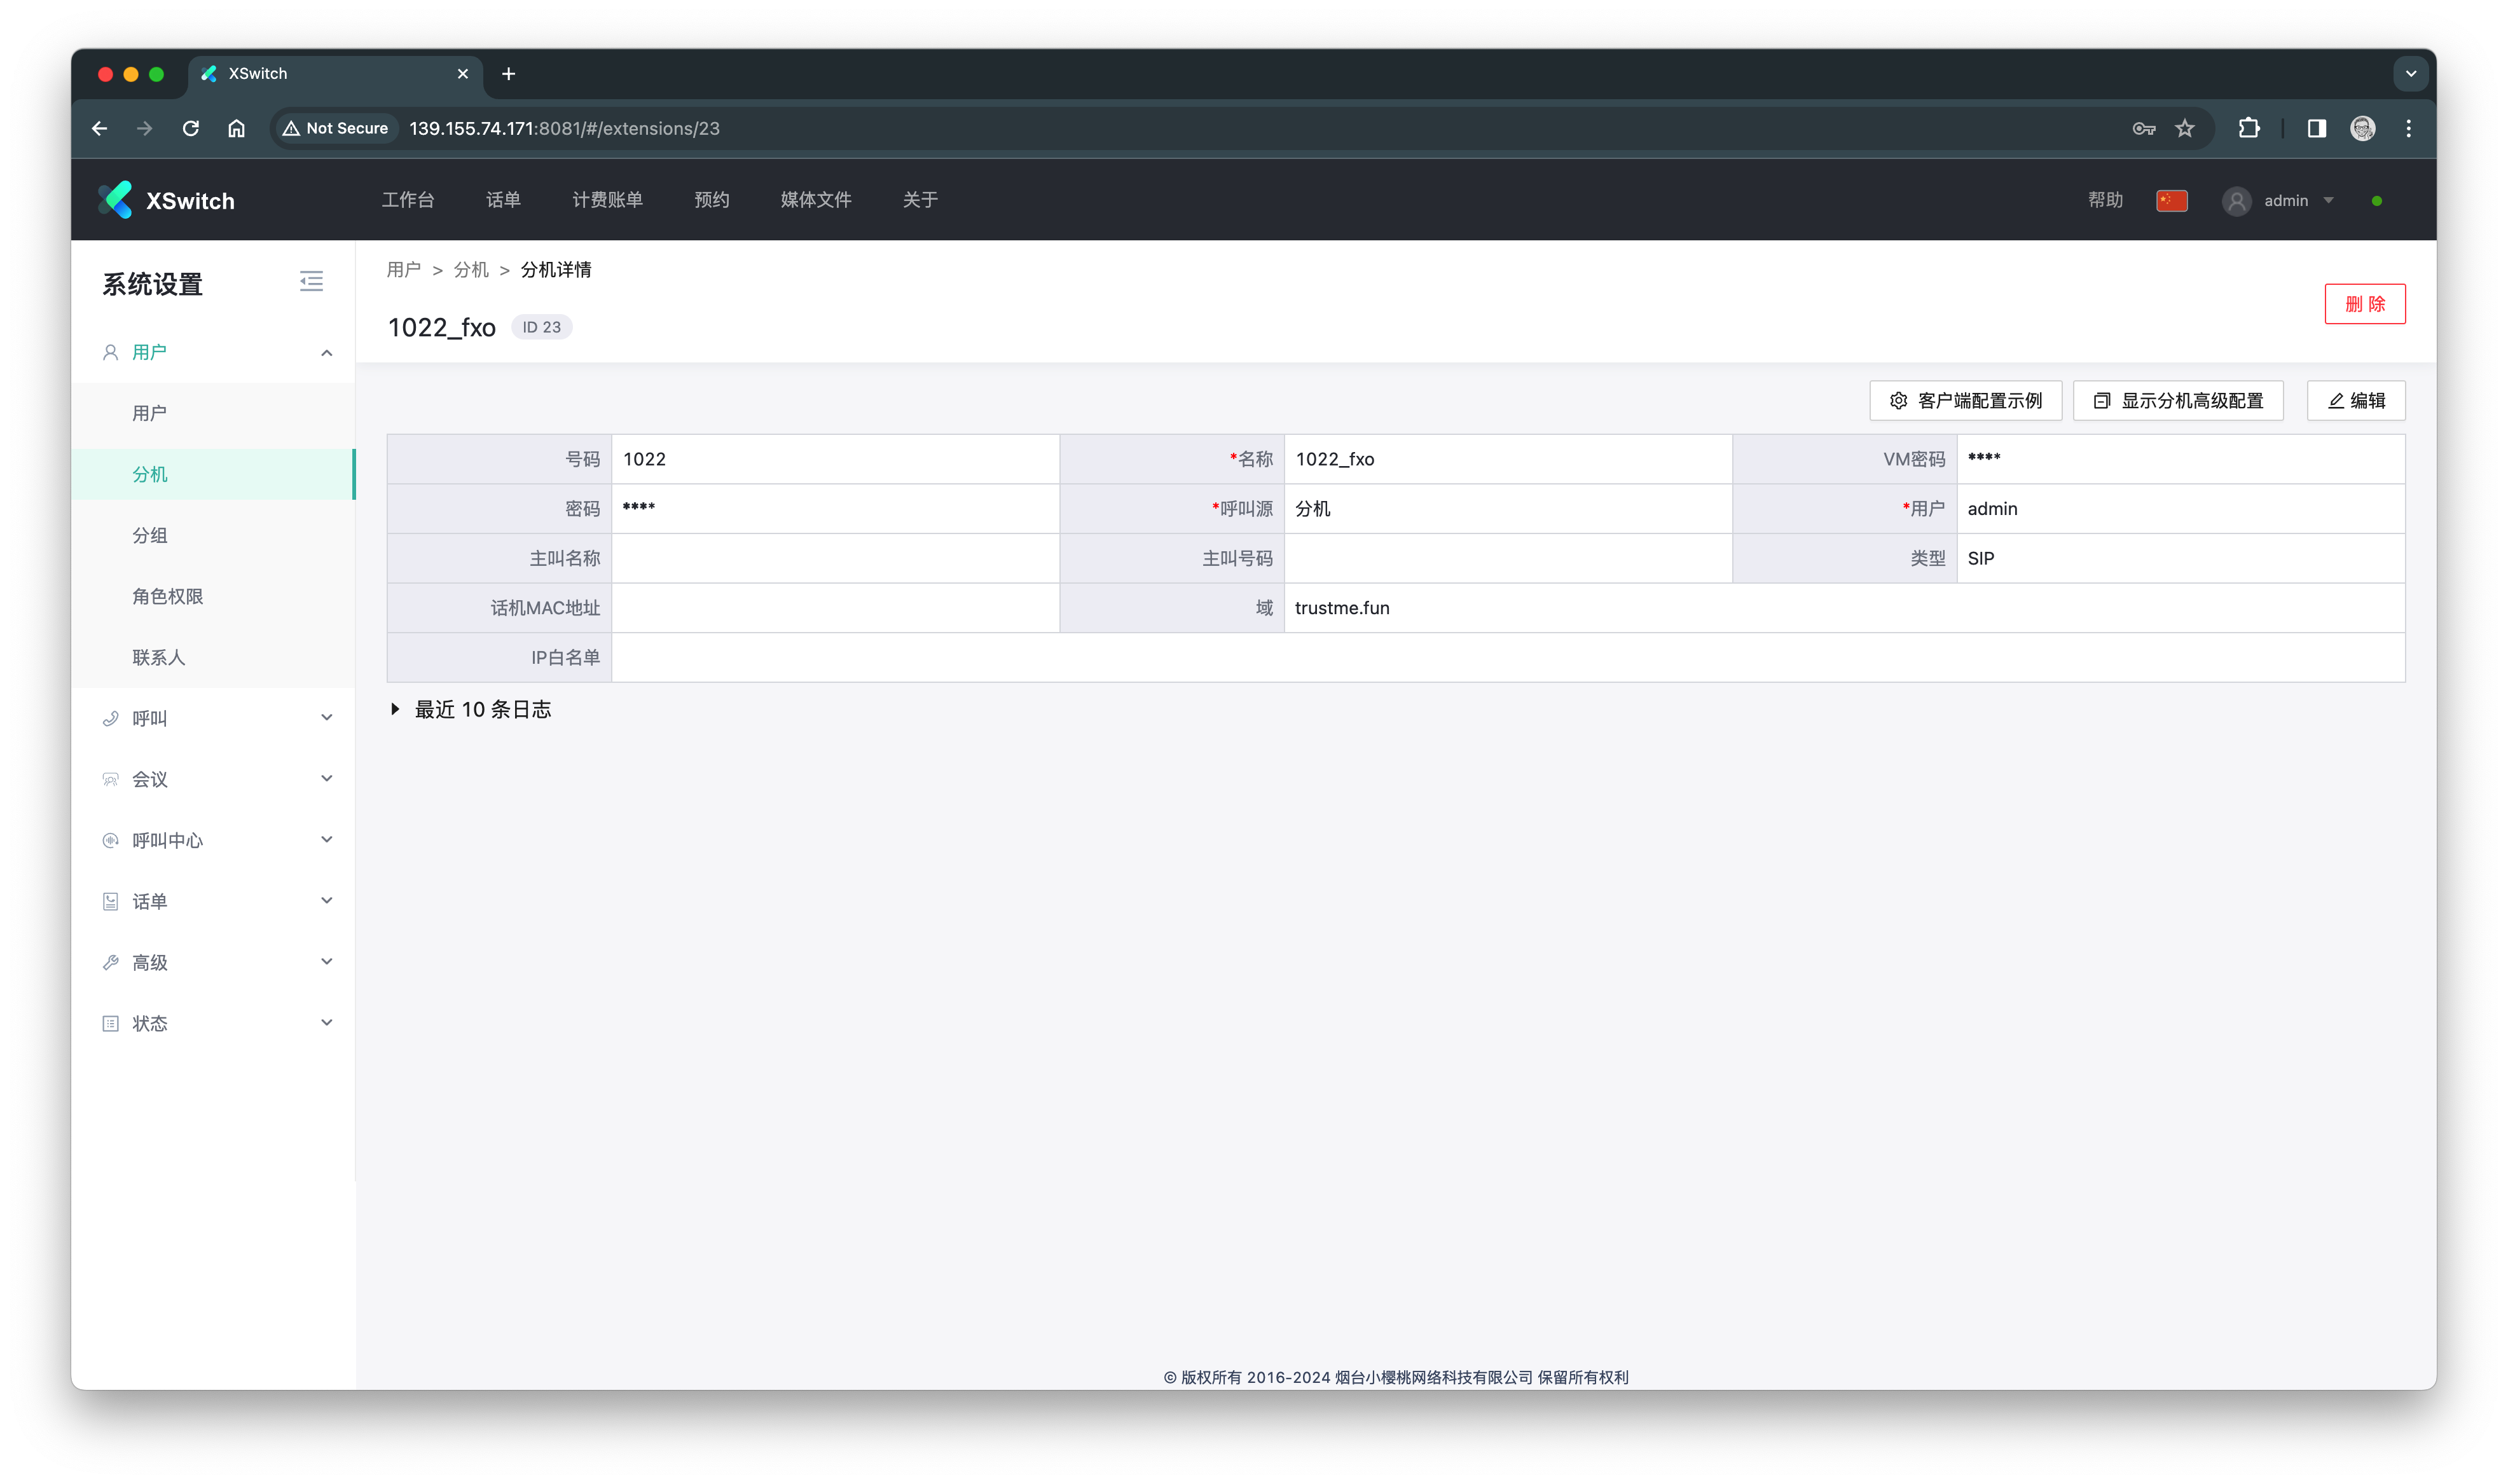 XSwitch
Not Secure 139.155.74.171:8081/#/extensions/23
XSwitch 工作台 话单 计费账单 预约 媒体文件 关于 帮助 admin
系统设置
用户
用户
分机
分组
角色权限
联系人
呼叫
会议
呼叫中心
话单
高级
状态
用户 > 分机 > 分机详情
1022_fxo ID 23
删 除
客户端配置示例 显示分机高级配置 编辑
号码 1022 *名称 1022_fxo VM密码 ****
密码 **** *呼叫源 分机 *用户 admin
主叫名称 主叫号码 类型 SIP
话机MAC地址 域 trustme.fun
IP白名单
最近 10 条日志
© 版权所有 2016-2024 烟台小樱桃网络科技有限公司 保留所有权利